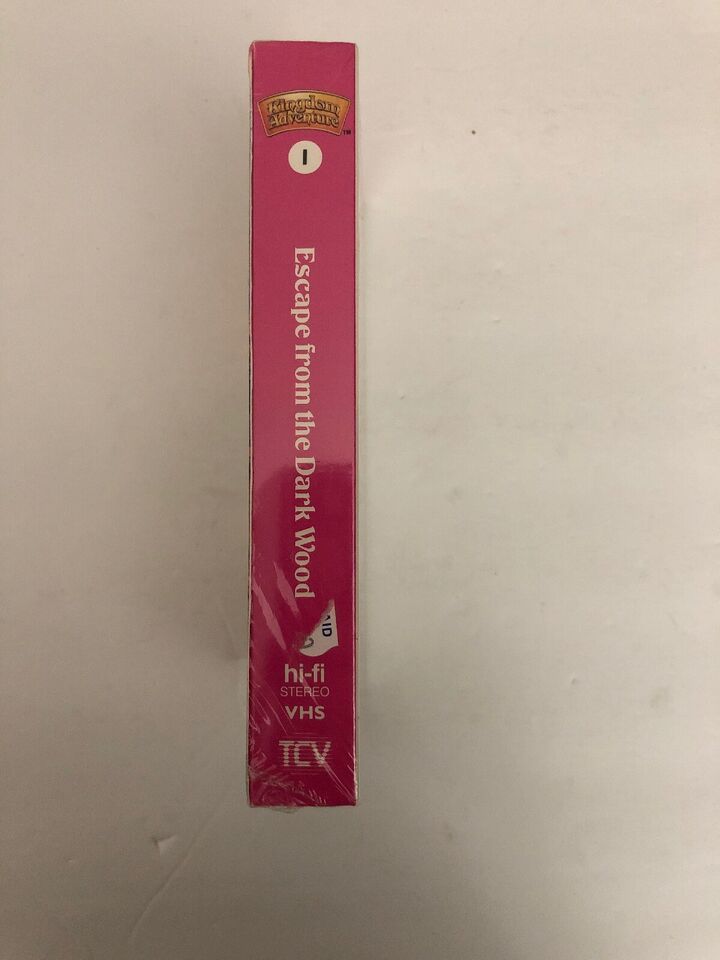 Kingdom
Adventure
TM
1
Escape from the Dark Wood
hi-fi
STEREO
VHS
TCV